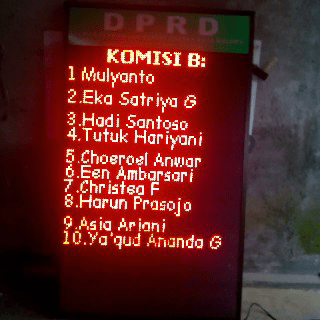 DPRD
KOMISI B:
1 Mulyanto
2.Eka Satriya G
3.Hadi Santoso
4.Tutuk Hariyani
5.Choeroel Anwar
6.Een Ambarsari
7.Christea F
8.Harun Prasojo
9.Asia Ariani
10.Ya'qud Ananda G